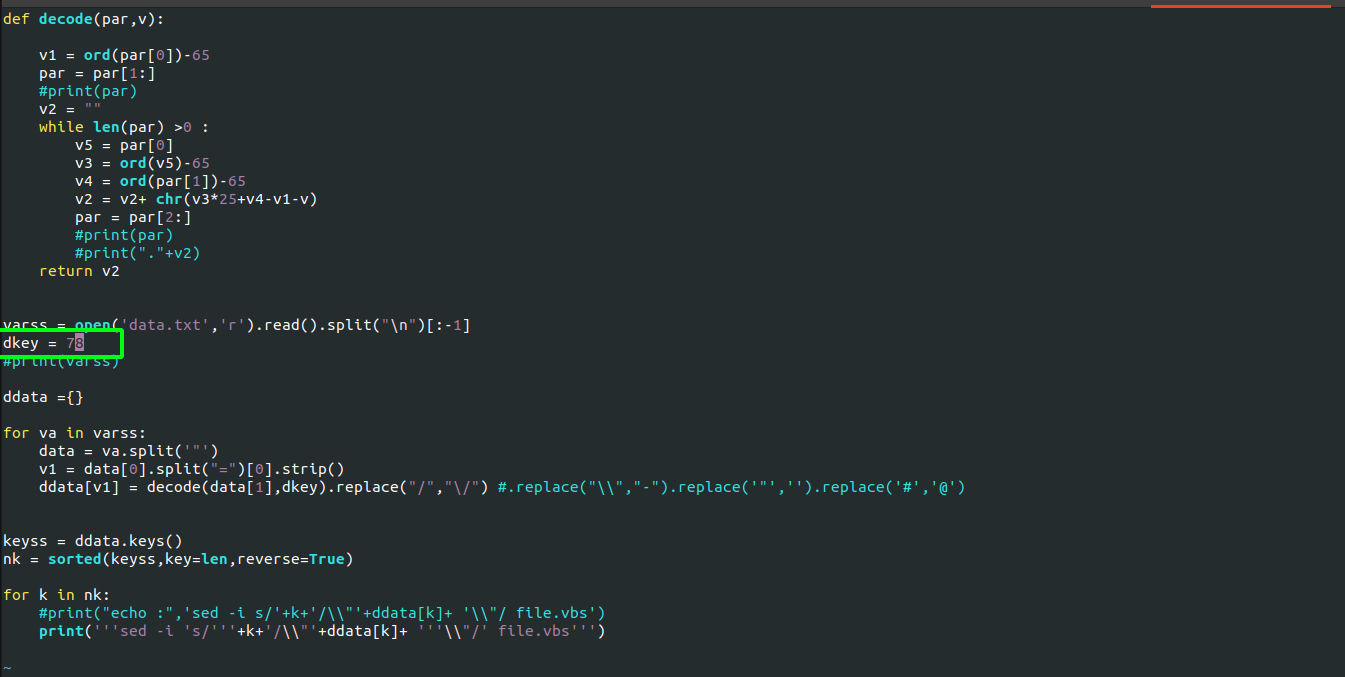 def decode(par,v):
    v1 = ord(par[0])-65
    par = par[1:]
    #print(par)
    v2 = ""
    while len(par) >0 :
        v5 = par[0]
        v3 = ord(v5)-65
        v4 = ord(par[1])-65
        v2 = v2+ chr(v3*25+v4-v1-v)
        par = par[2:]
        #print(par)
        #print("."+v2)
    return v2
varss = open('data.txt','r').read().split("\n")[:-1]
dkey = 78
#print(varss)
ddata ={}
for va in varss:
    data = va.split('"')
    v1 = data[0].split("=")[0].strip()
    ddata[v1] = decode(data[1],dkey).replace("/","\/") #.replace("\\","-").replace('"','').replace('#','@')
keyss = ddata.keys()
nk = sorted(keyss,key=len,reverse=True)
for k in nk:
    #print("echo :",'sed -i s/'+k+'/\\"'+ddata[k]+ '\\"/ file.vbs')
    print('''sed -i 's/'''+k+'/\\"'+ddata[k]+ '''\\"/' file.vbs''')
~